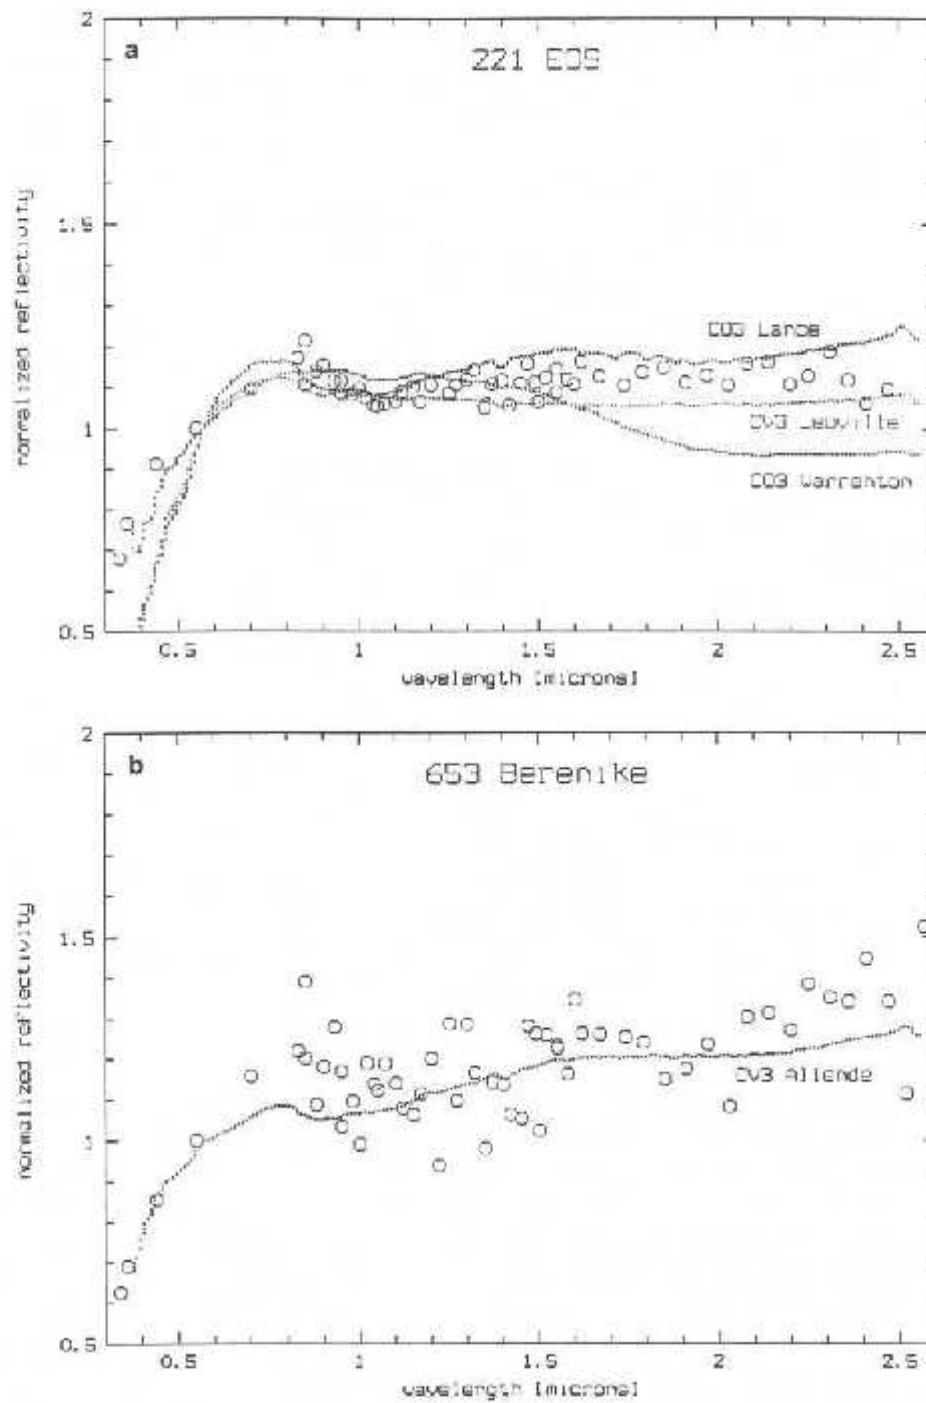 a
221 EOS
2
1.5
1
0.5
normalized reflectivity
CO3 Lance
CV3 Leoville
CO3 Warrenton
0.5
1
1.5
2
2.5
wavelength [microns]
b
653 Berenike
2
1.5
1
0.5
normalized reflectivity
CV3 Allende
0.5
1
1.5
2
2.5
wavelength [microns]